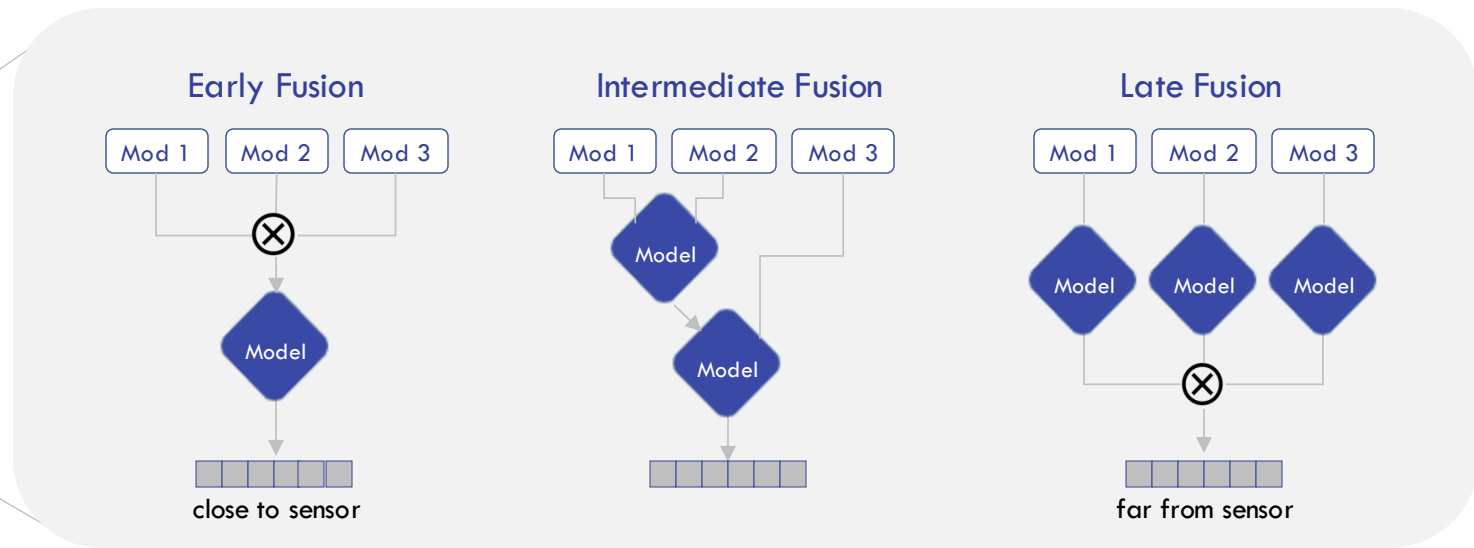 Early Fusion
Mod 1 Mod 2 Mod 3
Model
close to sensor
Intermediate Fusion
Mod 1 Mod 2 Mod 3
Model
Model
Late Fusion
Mod 1 Mod 2 Mod 3
Model Model Model
far from sensor